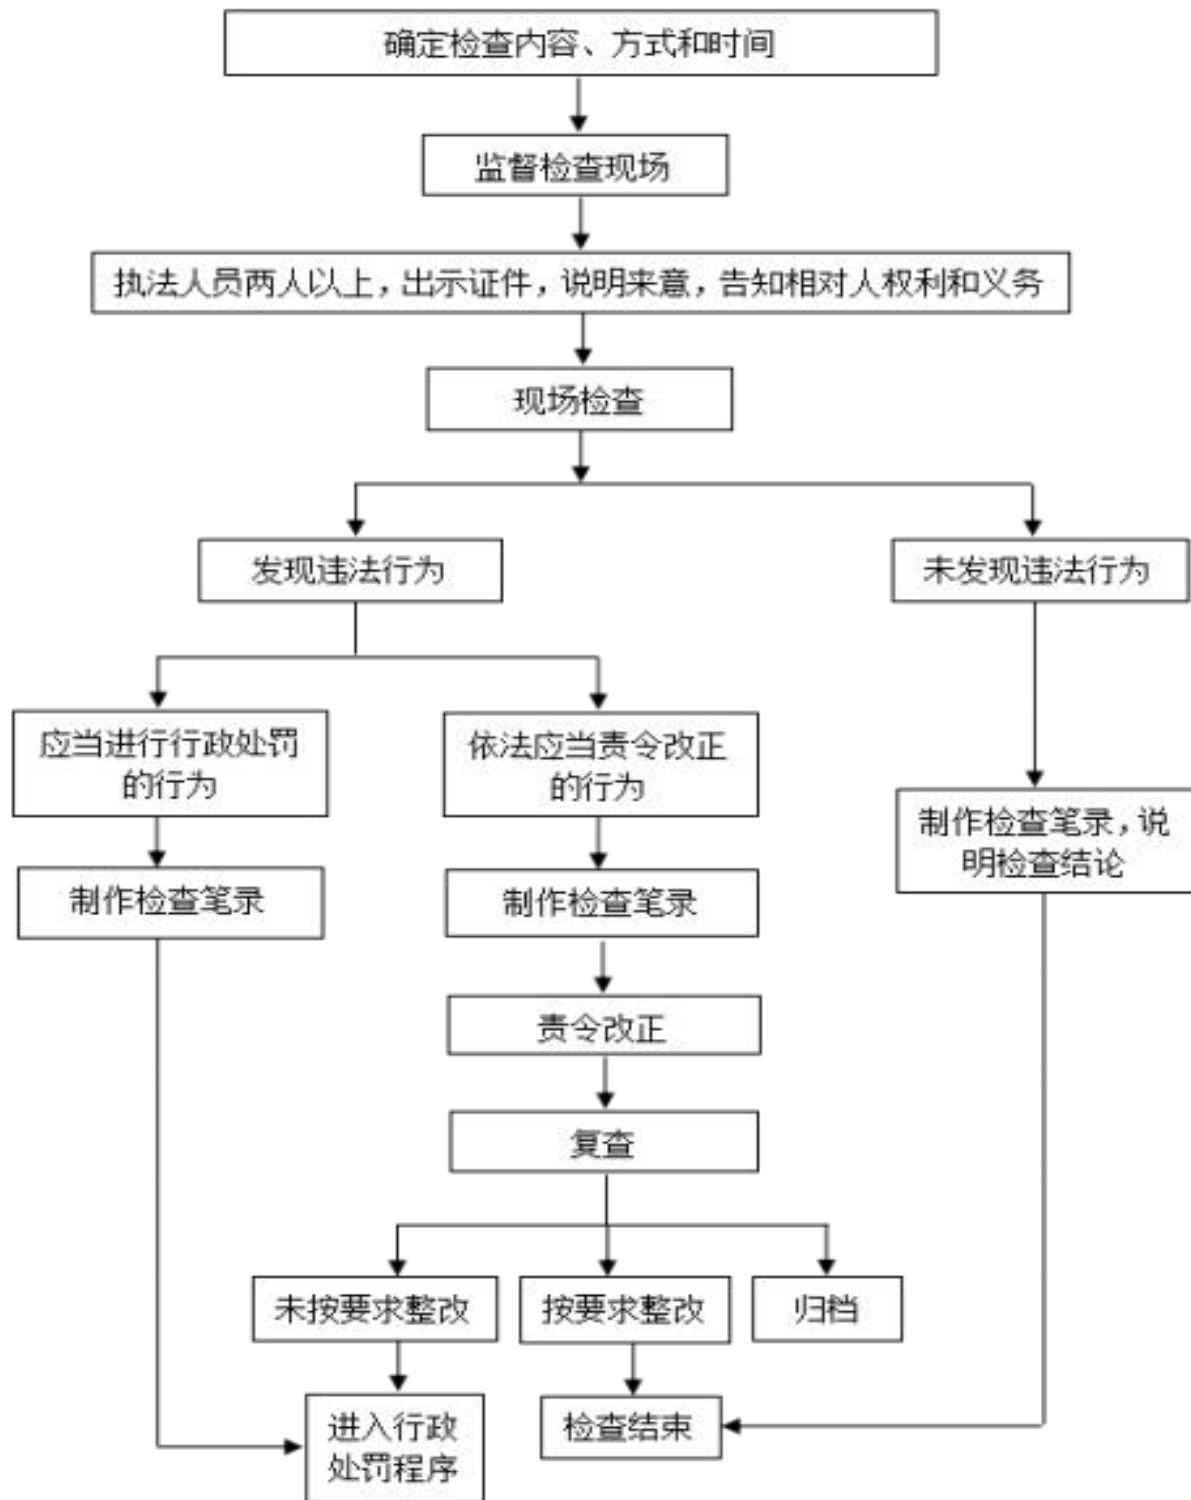 确定检查内容、方式和时间
监督检查现场
执法人员两人以上，出示证件，说明来意，告知相对人权利和义务
现场检查
发现违法行为
未发现违法行为
应当进行行政处罚
的行为
依法应当责令改正
的行为
制作检查笔录，说
明检查结论
制作检查笔录
制作检查笔录
责令改正
复查
未按要求整改
按要求整改
归档
进入行政
处罚程序
检查结束